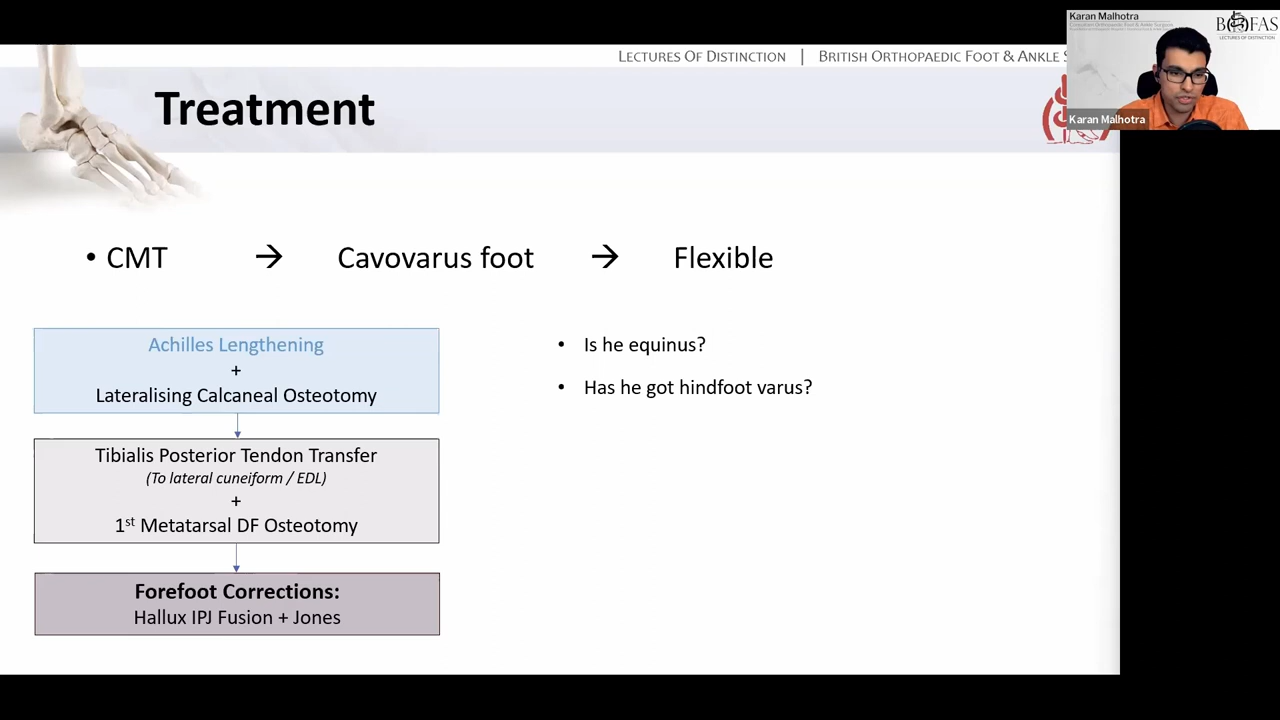 LECTURES OF DISTINCTION | BRITISH ORTHOPAEDIC FOOT & ANKLE
Karan Malhotra
BOFAS
LECTURES OF DISTINCTION
Karan Malhotra
Treatment
• CMT → Cavovarus foot → Flexible
Achilles Lengthening
+
Lateralising Calcaneal Osteotomy
Tibialis Posterior Tendon Transfer
(To lateral cuneiform / EDL)
+
1st Metatarsal DF Osteotomy
Forefoot Corrections:
Hallux IPJ Fusion + Jones
• Is he equinus?
• Has he got hindfoot varus?